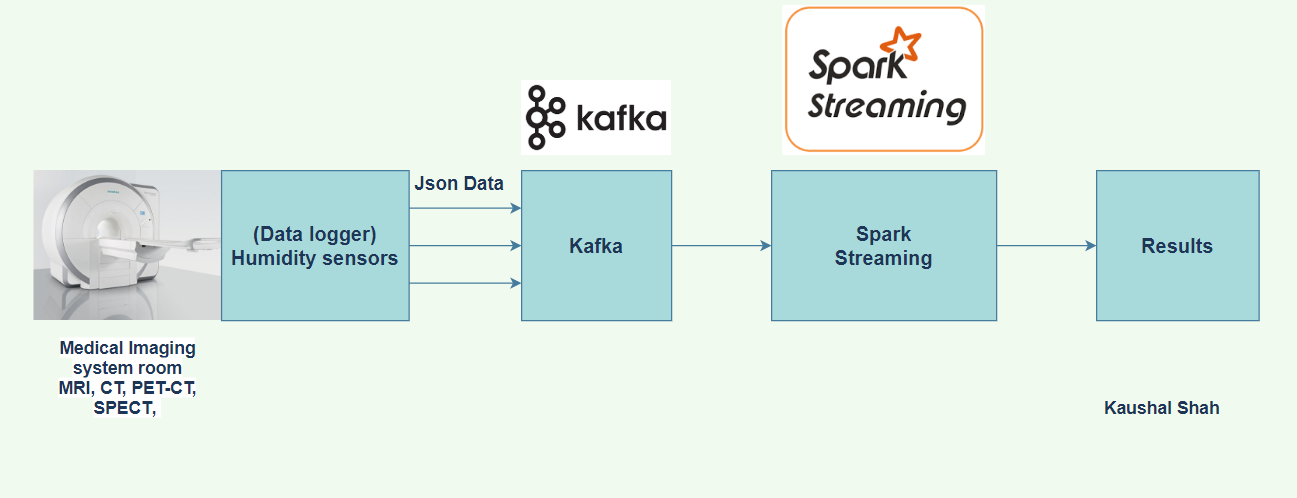 Spark
Streaming
kafka
Json Data
(Data logger)
Humidity sensors
Kafka
Spark
Streaming
Results
Medical Imaging
system room
MRI, CT, PET-CT,
SPECT,
Kaushal Shah